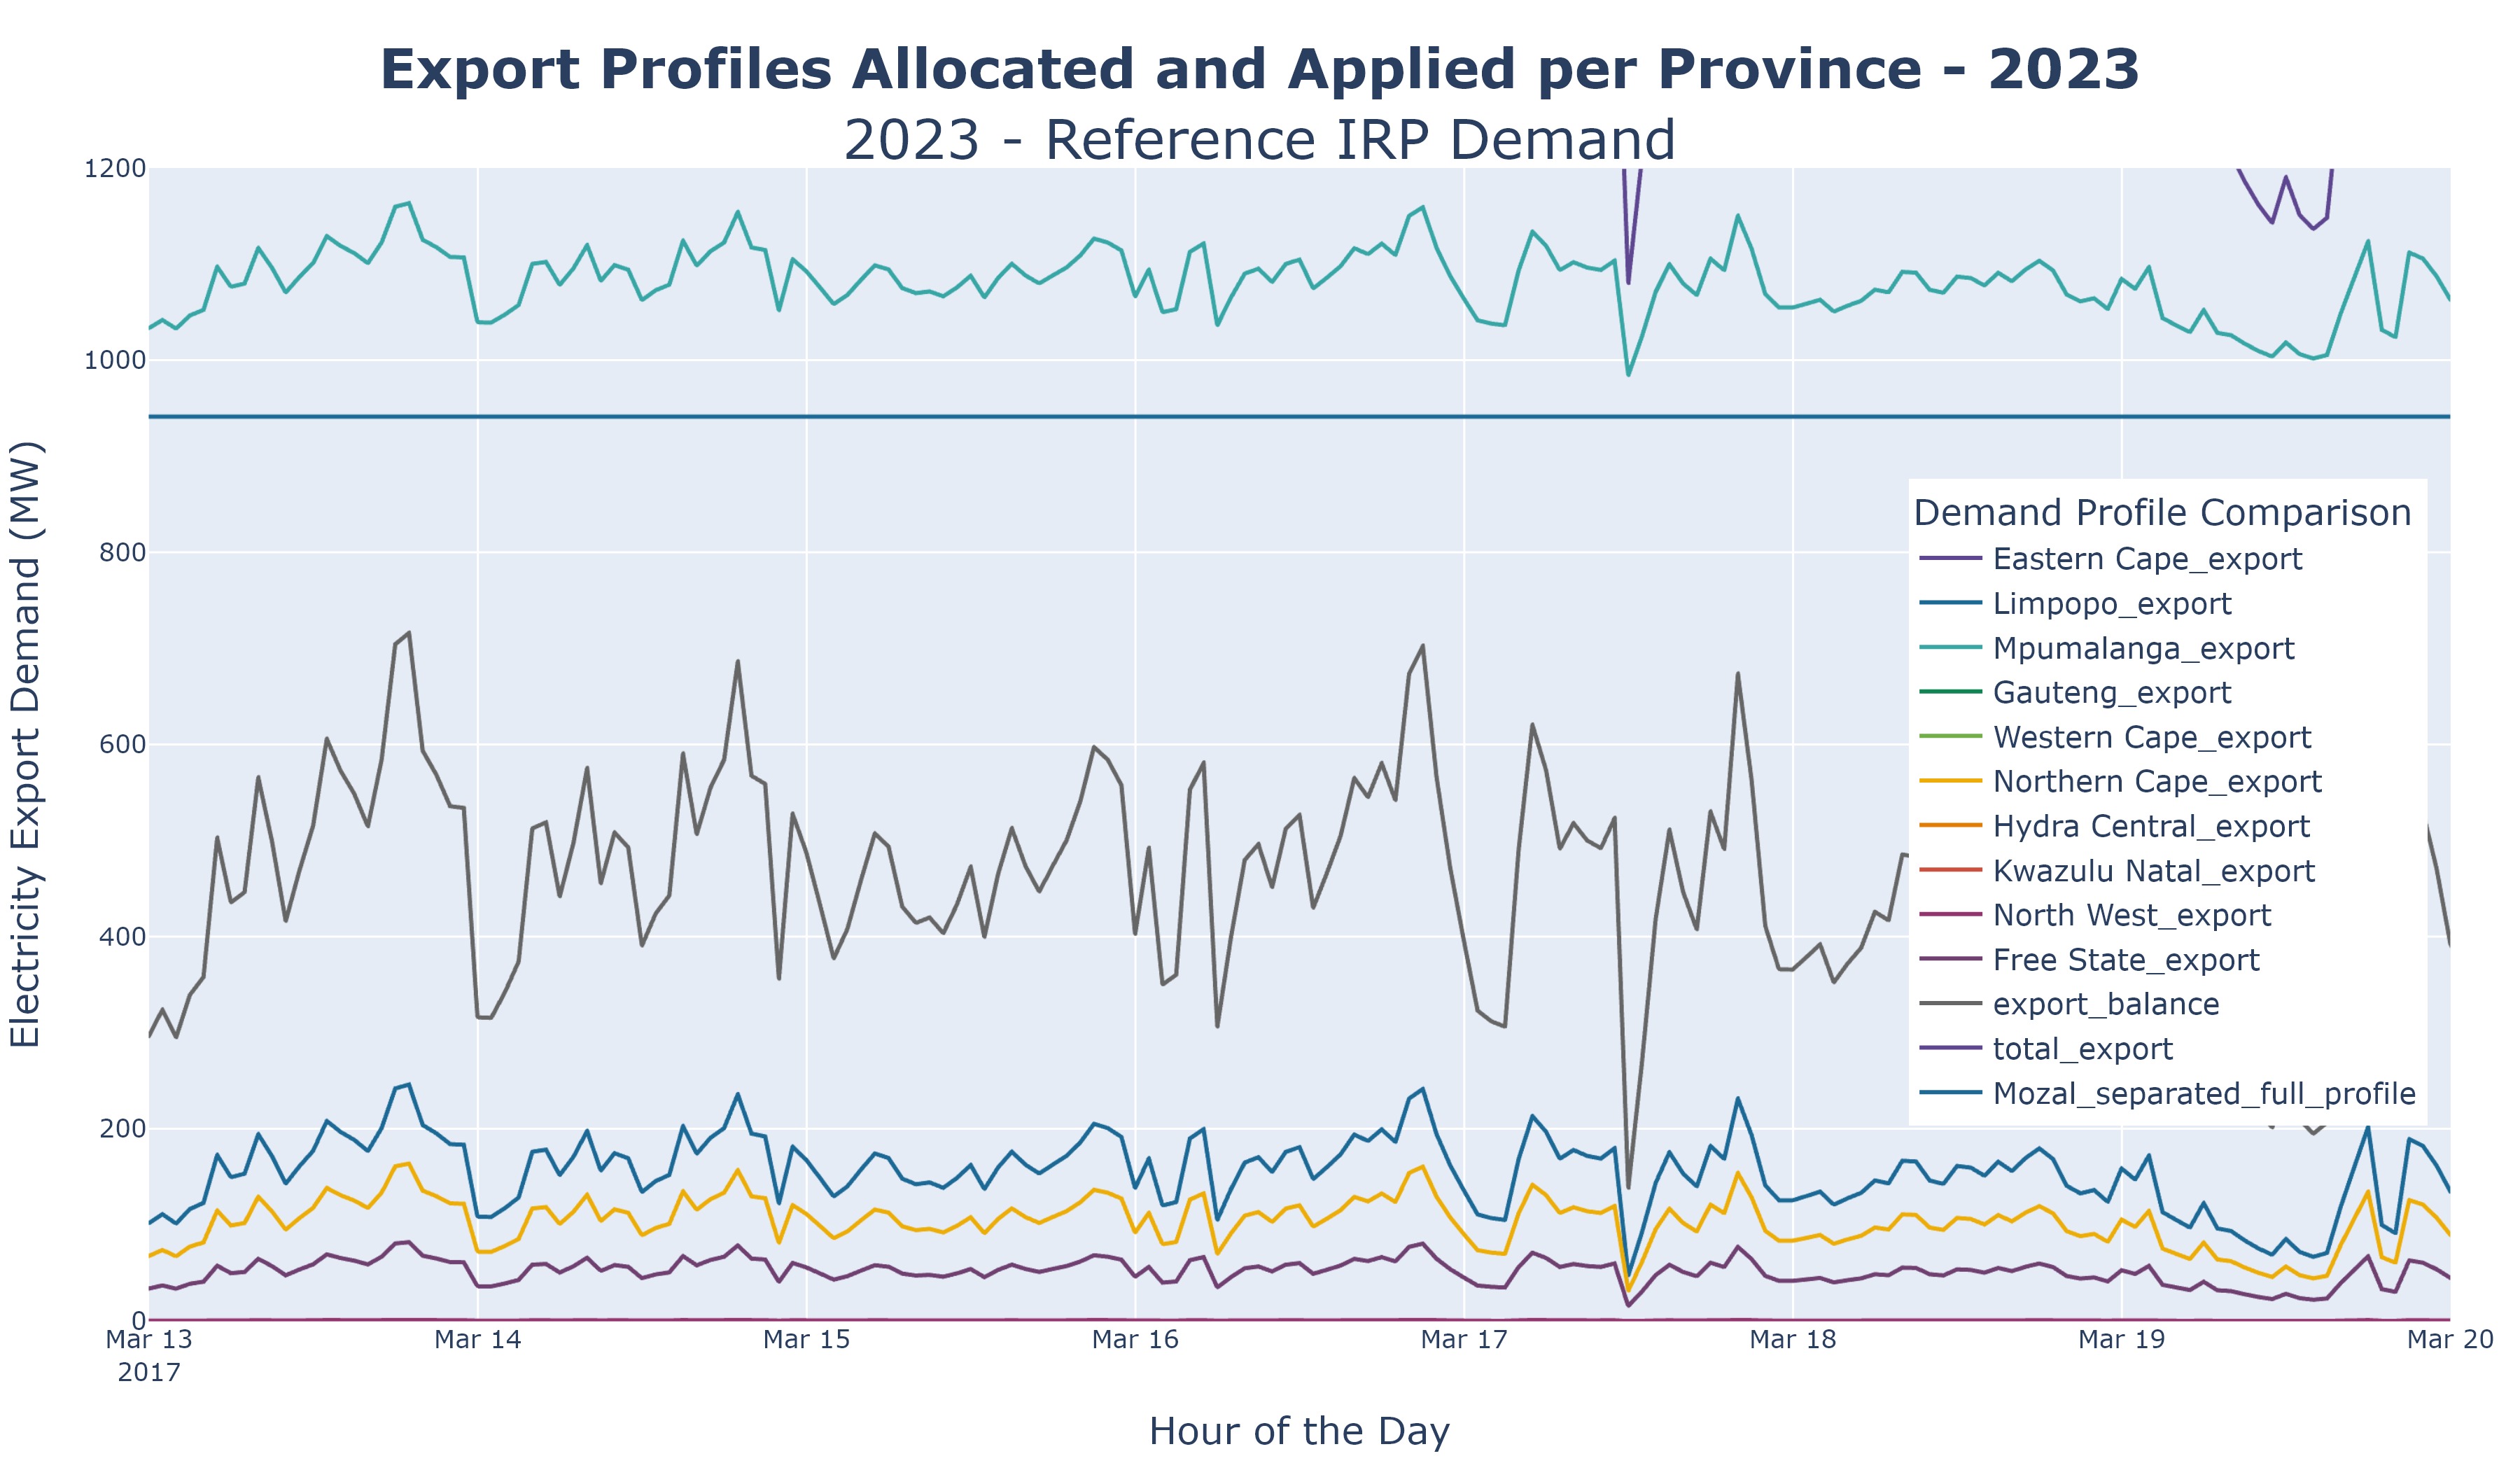 Export Profiles Allocated and Applied per Province - 2023
2023 - Reference IRP Demand
Electricity Export Demand (MW)
1200
1000
800
600
400
200
0
Demand Profile Comparison
Eastern Cape_export
Limpopo_export
Mpumalanga_export
Gauteng_export
Western Cape_export
Northern Cape_export
Hydra Central_export
Kwazulu Natal_export
North West_export
Free State_export
export_balance
total_export
Mozal_separated_full_profile
Mar 13 Mar 14 Mar 15 Mar 16 Mar 17 Mar 18 Mar 19 Mar 20
2017
Hour of the Day